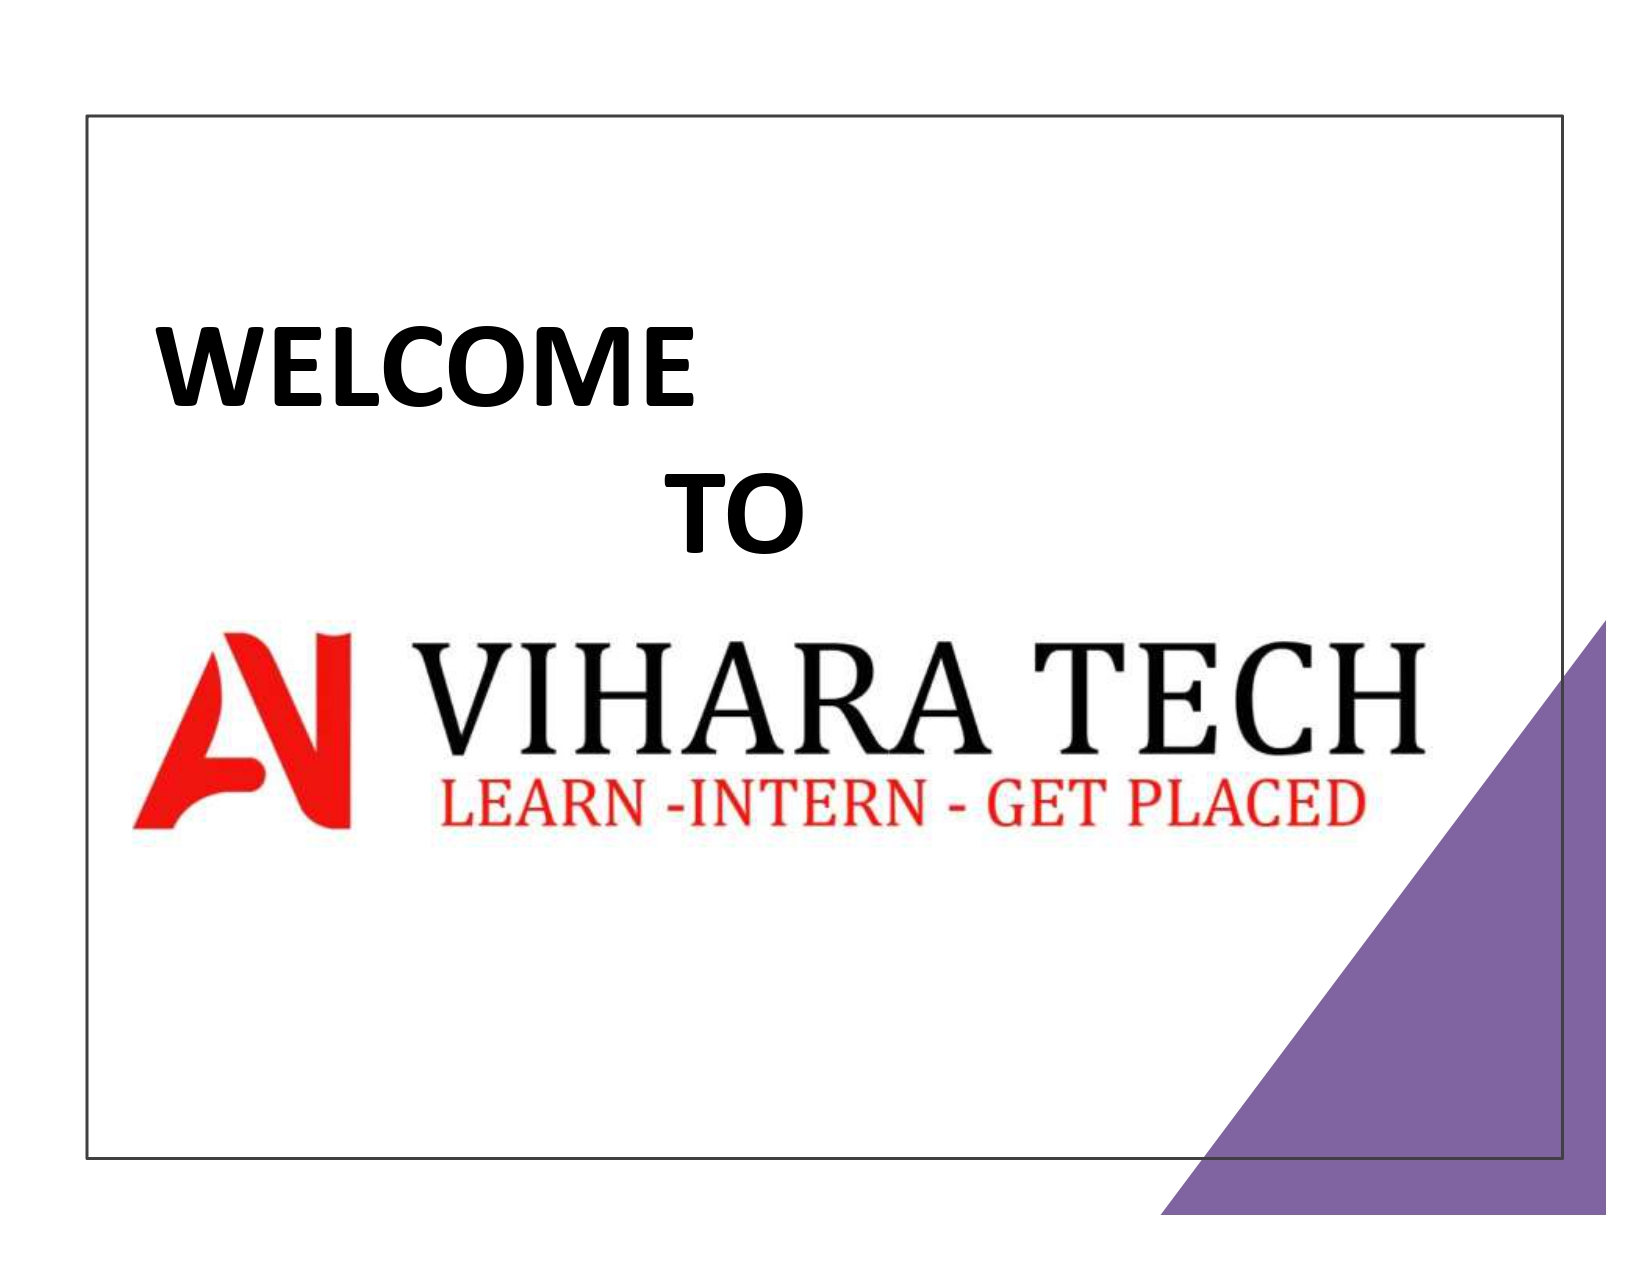 WELCOME
TO
VIHARA TECH
LEARN -INTERN - GET PLACED